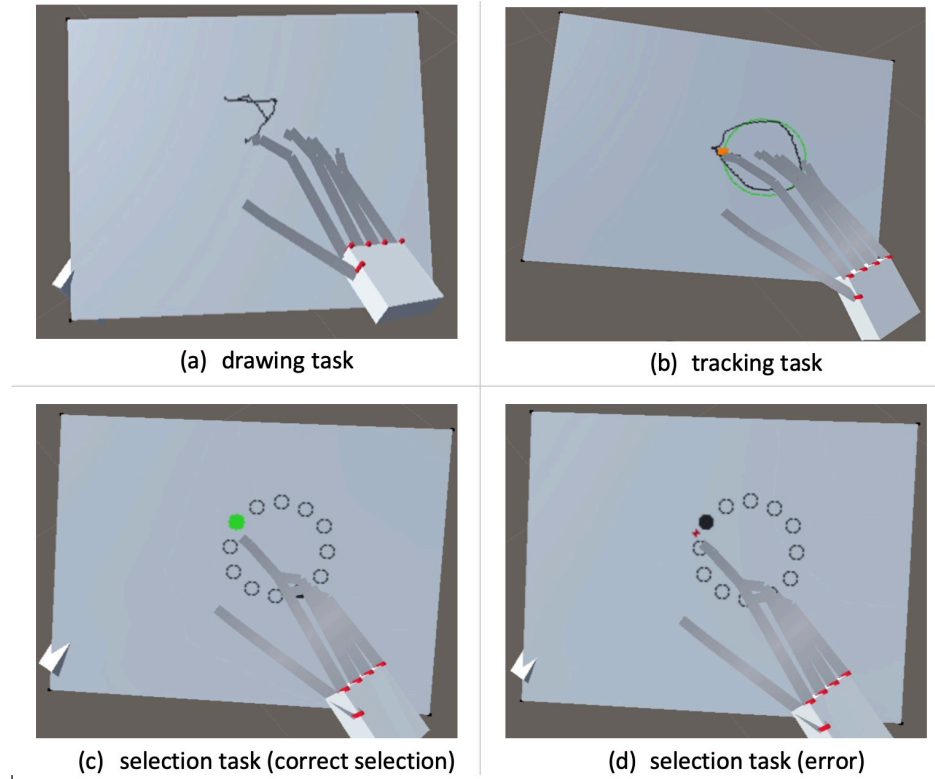 (a) drawing task
(b) tracking task
(c) selection task (correct selection)
(d) selection task (error)